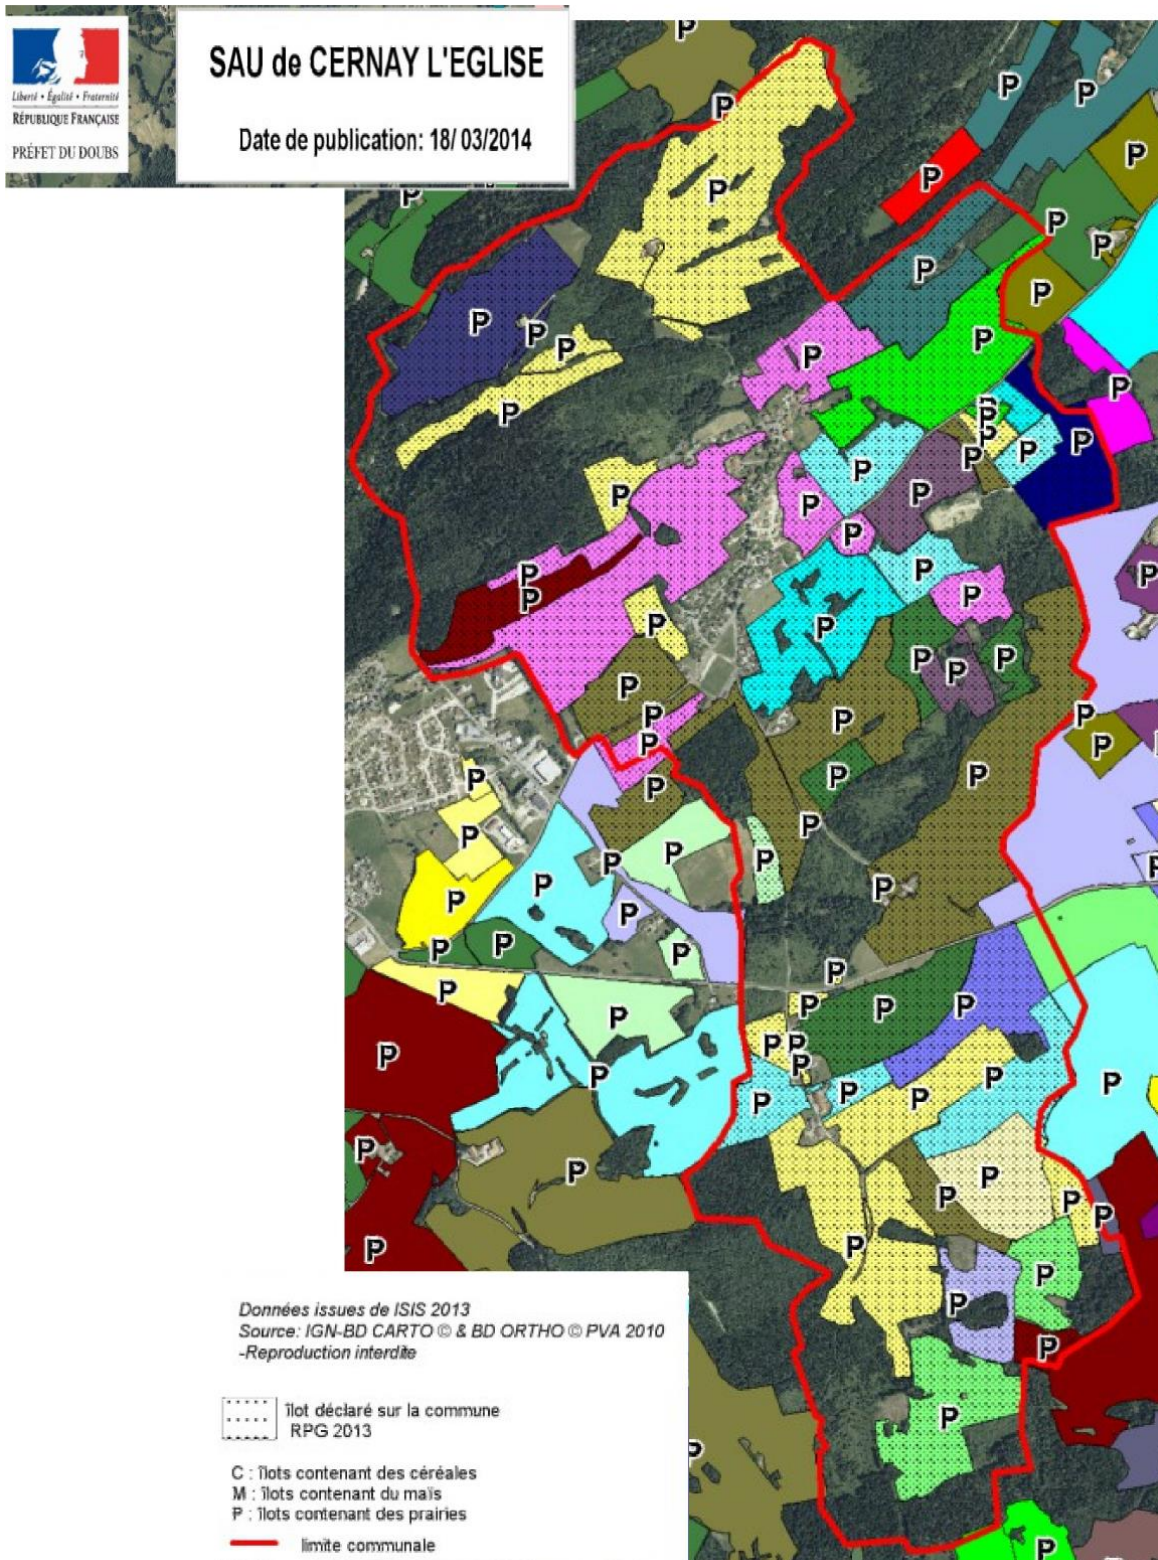 Liberté • Égalité • Fraternité
RÉPUBLIQUE FRANÇAISE
PRÉFET DU DOUBS
SAU de CERNAY L'EGLISE
Date de publication: 18/ 03/2014
P P P P P P P P P P P P P P P P P P P P P P P P P P P P P P P P P P P P P P P P P P P P P P P P P P P P P P P P P P P P P P P P P P P P P P P P P P P P P P P P
Données issues de ISIS 2013
Source: IGN-BD CARTO © & BD ORTHO © PVA 2010
-Reproduction interdite
îlot déclaré sur la commune
RPG 2013
C : îlots contenant des céréales
M : îlots contenant du maïs
P : îlots contenant des prairies
limite communale